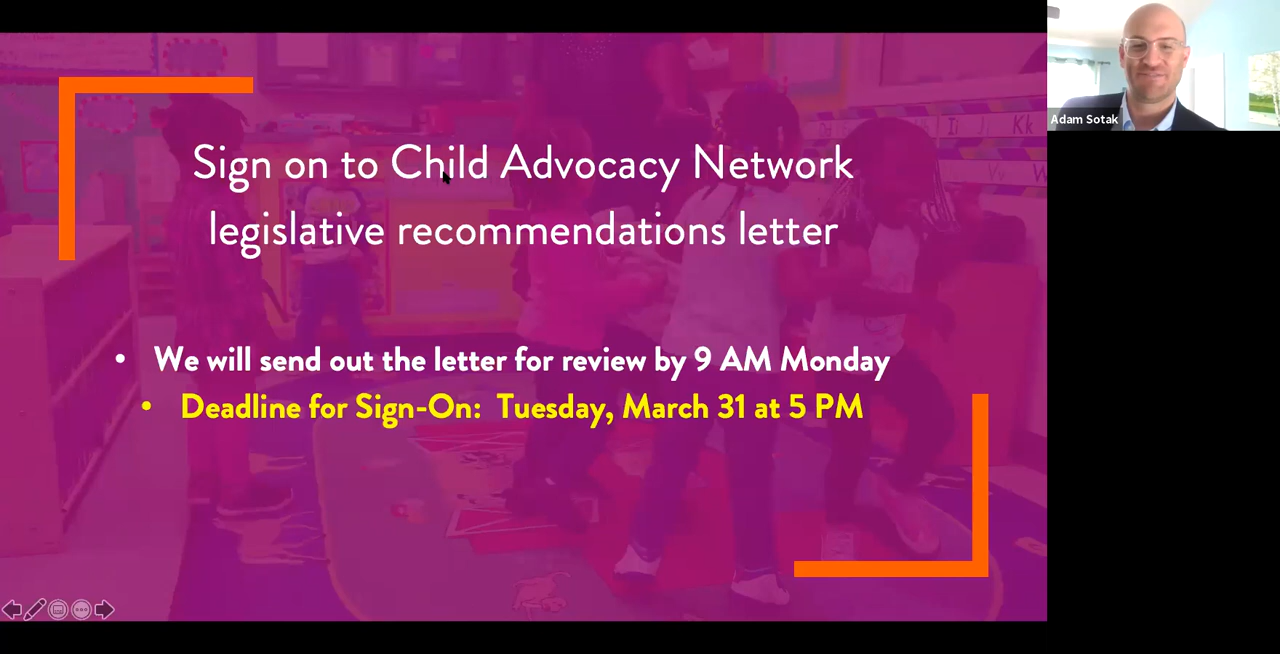 Sign on to Child Advocacy Network
legislative recommendations letter
• We will send out the letter for review by 9 AM Monday
• Deadline for Sign-On: Tuesday, March 31 at 5 PM
Adam Sotak
Kk